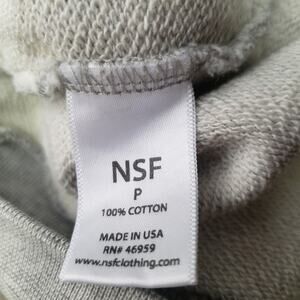 NSF
P
100% COTTON
MADE IN USA
RN# 46959
www.nsfclothing.com